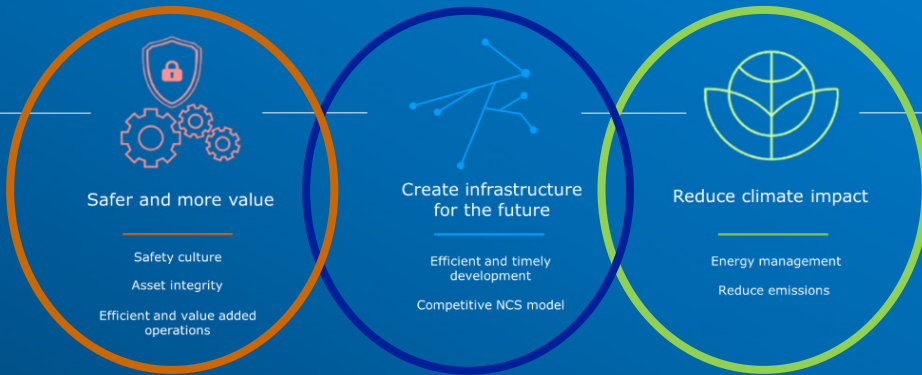 Safer and more value
Safety culture
Asset integrity
Efficient and value added
operations
Create infrastructure
for the future
Efficient and timely
development
Competitive NCS model
Reduce climate impact
Energy management
Reduce emissions